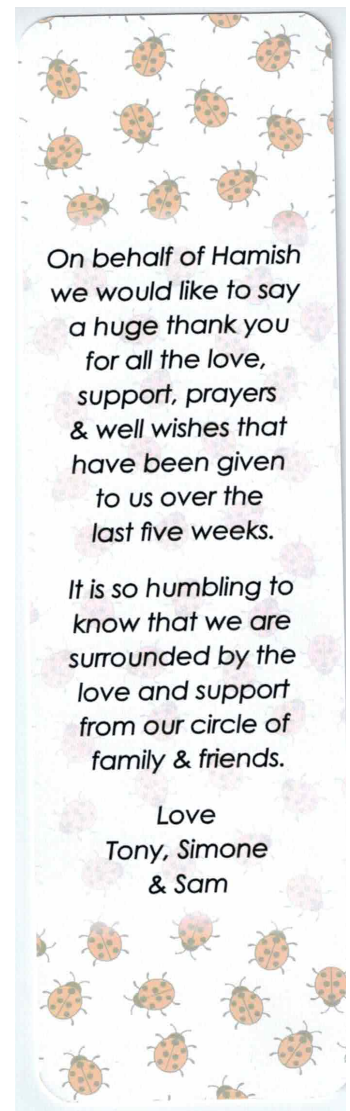 On behalf of Hamish
we would like to say
a huge thank you
for all the love,
support, prayers
& well wishes that
have been given
to us over the
last five weeks.
It is so humbling to
know that we are
surrounded by the
love and support
from our circle of
family & friends.
Love
Tony, Simone
& Sam